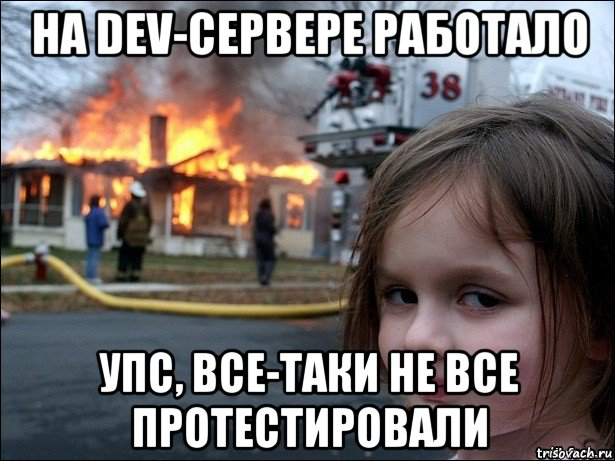 НА DEV-СЕРВЕРЕ РАБОТАЛО
38
УПС, ВСЕ-ТАКИ НЕ ВСЕ
ПРОТЕСТИРОВАЛИ
trisovach.ru